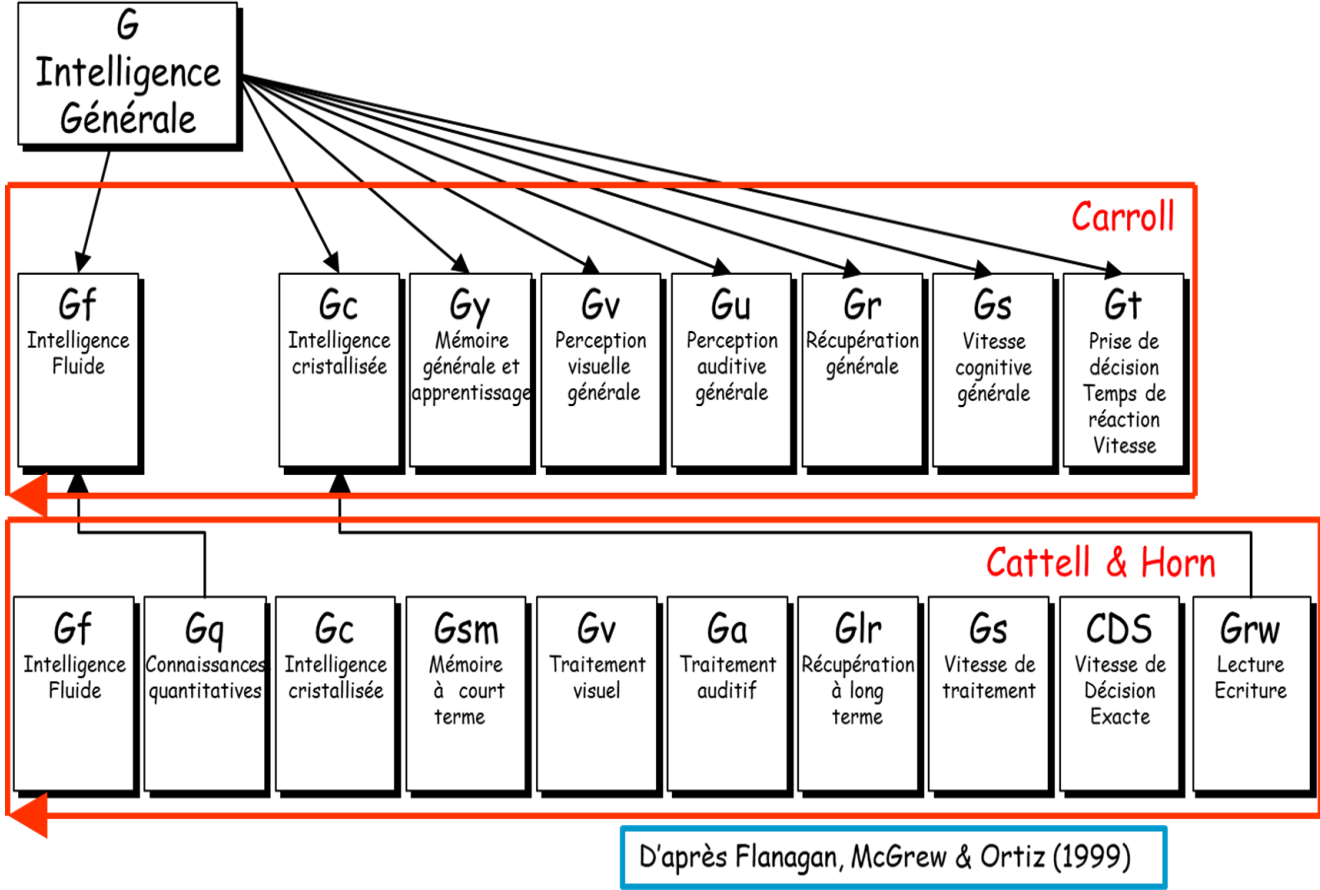 G
Intelligence
Générale
Carroll
Gf
Intelligence
Fluide
Gc
Intelligence
cristallisée
Gy
Mémoire
générale et
apprentissage
Gv
Perception
visuelle
générale
Gu
Perception
auditive
générale
Gr
Récupération
générale
Gs
Vitesse
cognitive
générale
Gt
Prise de
décision
Temps de
réaction
Vitesse
Cattell & Horn
Gf
Intelligence
Fluide
Gq
Connaissances
quantitatives
Gc
Intelligence
cristallisée
Gsm
Mémoire
à court
terme
Gv
Traitement
visuel
Ga
Traitement
auditif
Glr
Récupération
à long
terme
Gs
Vitesse de
traitement
CDS
Vitesse de
Décision
Exacte
Grw
Lecture
Ecriture
D'après Flanagan, McGrew & Ortiz (1999)